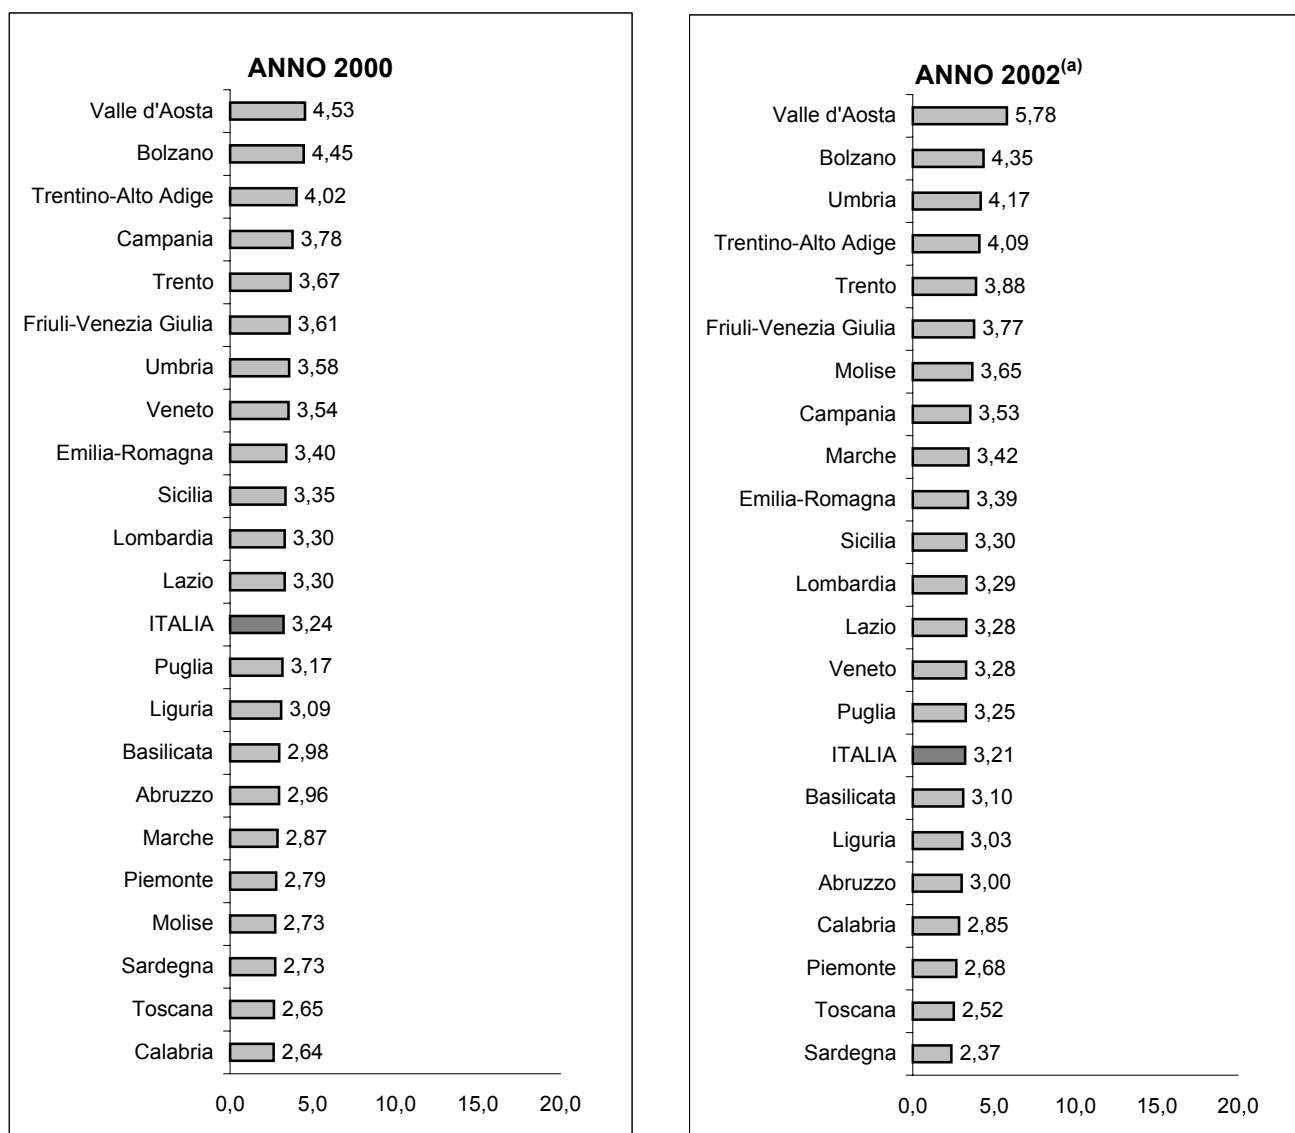 ANNO 2000
Valle d'Aosta 4,53
Bolzano 4,45
Trentino-Alto Adige 4,02
Campania 3,78
Trento 3,67
Friuli-Venezia Giulia 3,61
Umbria 3,58
Veneto 3,54
Emilia-Romagna 3,40
Sicilia 3,35
Lombardia 3,30
Lazio 3,30
ITALIA 3,24
Puglia 3,17
Liguria 3,09
Basilicata 2,98
Abruzzo 2,96
Marche 2,87
Piemonte 2,79
Molise 2,73
Sardegna 2,73
Toscana 2,65
Calabria 2,64
0,0 5,0 10,0 15,0 20,0
ANNO 2002(a)
Valle d'Aosta 5,78
Bolzano 4,35
Umbria 4,17
Trentino-Alto Adige 4,09
Trento 3,88
Friuli-Venezia Giulia 3,77
Molise 3,65
Campania 3,53
Marche 3,42
Emilia-Romagna 3,39
Sicilia 3,30
Lombardia 3,29
Lazio 3,28
Veneto 3,28
Puglia 3,25
ITALIA 3,21
Basilicata 3,10
Liguria 3,03
Abruzzo 3,00
Calabria 2,85
Piemonte 2,68
Toscana 2,52
Sardegna 2,37
0,0 5,0 10,0 15,0 20,0